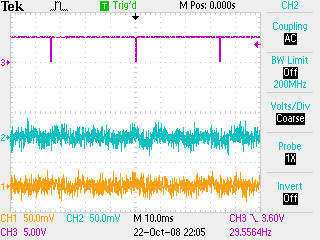 Tek T Trig'd M Pos: 0.000s CH2
Coupling
AC
BW Limit
Off
200MHz
Volts/Div
Coarse
Probe
1X
Invert
Off
3
2
1
CH1 50.0mV CH2 50.0mV M 10.0ms CH3 \ 3.60V
CH3 5.00V 22-Oct-08 22:05 29.5564Hz